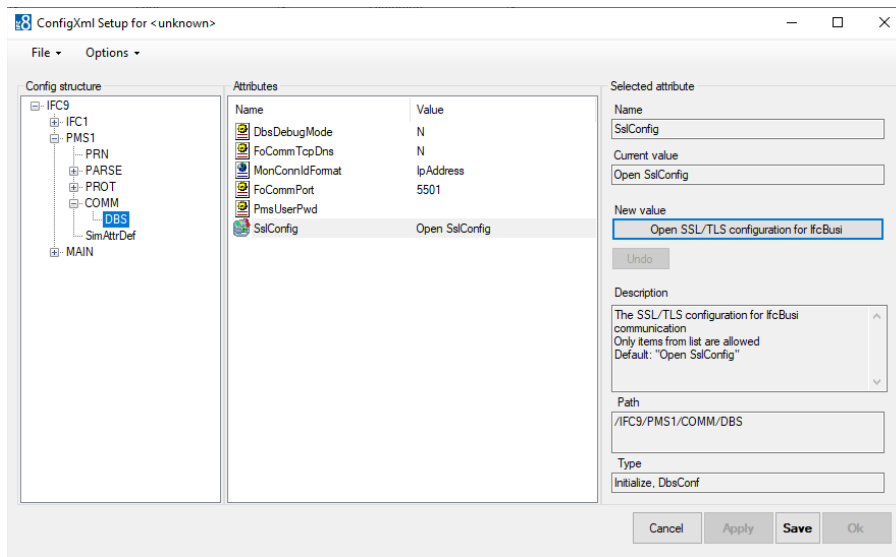 ConfigXml Setup for <unknown>
File
Options
Config structure
IFC9
IFC1
PMS1
PRN
PARSE
PROT
COMM
DBS
SimAttrDef
MAIN
Attributes
Name Value
DbsDebugMode N
FoCommTcpDns N
MonConnIdFormat IpAddress
FoCommPort 5501
PmsUserPwd
SslConfig Open SslConfig
Selected attribute
Name
SslConfig
Current value
Open SslConfig
New value
Open SSL/TLS configuration for IfcBusi
Undo
Description
The SSL/TLS configuration for IfcBusi
communication
Only items from list are allowed
Default: "Open SslConfig"
Path
/IFC9/PMS1/COMM/DBS
Type
Initialize, DbsConf
Cancel Apply Save Ok